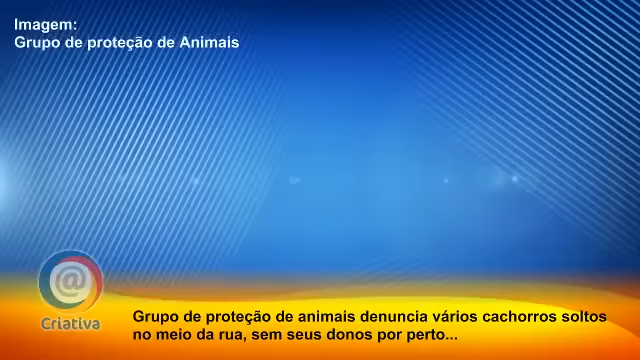 Imagem:
Grupo de proteção de Animais
@
Criativa
Grupo de proteção de animais denuncia vários cachorros soltos
no meio da rua, sem seus donos por perto...